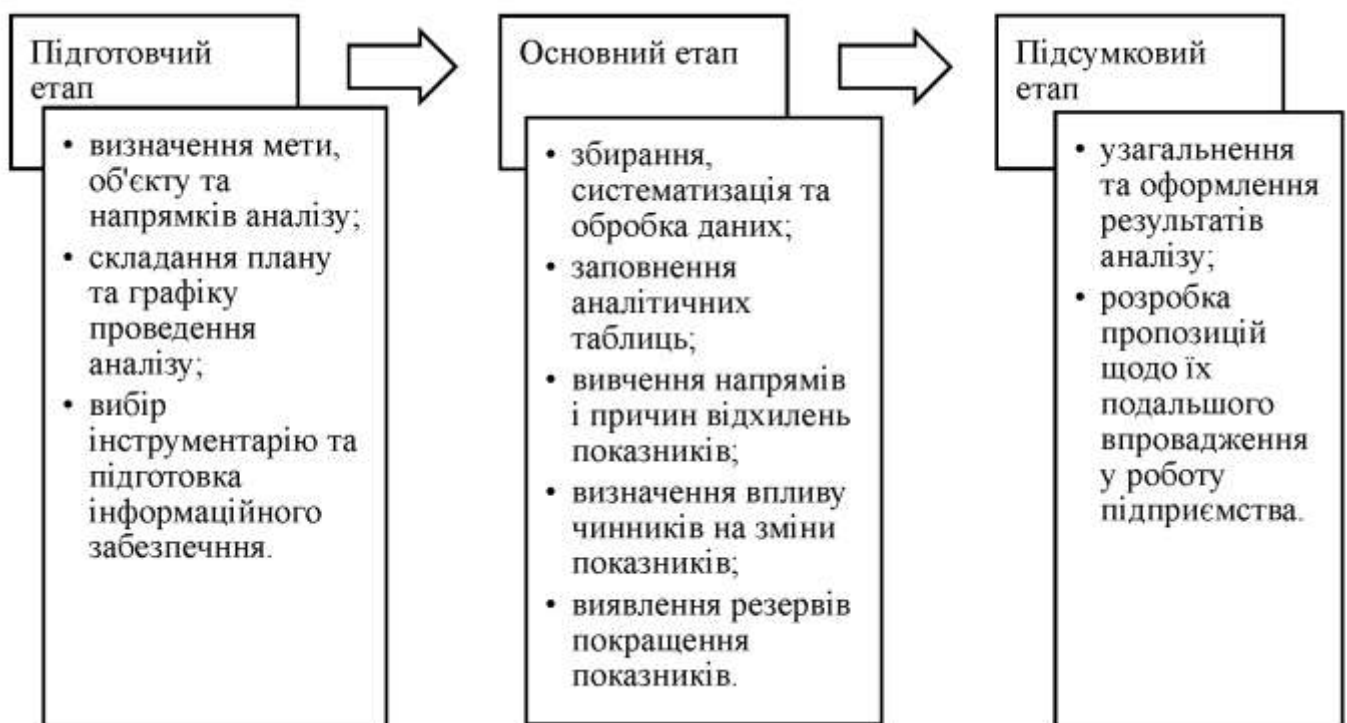 Підготовчий
етап
• визначення мети,
об'єкту та
напрямків аналізу;
• складання плану
та графіку
проведення
аналізу;
• вибір
інструментарію та
підготовка
інформаційного
забезпечння.
Основний етап
• збирання,
систематизація та
обробка даних;
• заповнення
аналітичних
таблиць;
• вивчення напрямів
і причин відхилень
показників;
• визначення впливу
чинників на зміни
показників;
• виявлення резервів
покращення
показників.
Підсумковий
етап
• узагальнення
та оформлення
результатів
аналізу;
• розробка
пропозицій
щодо їх
подальшого
впровадження
у роботу
підприємства.